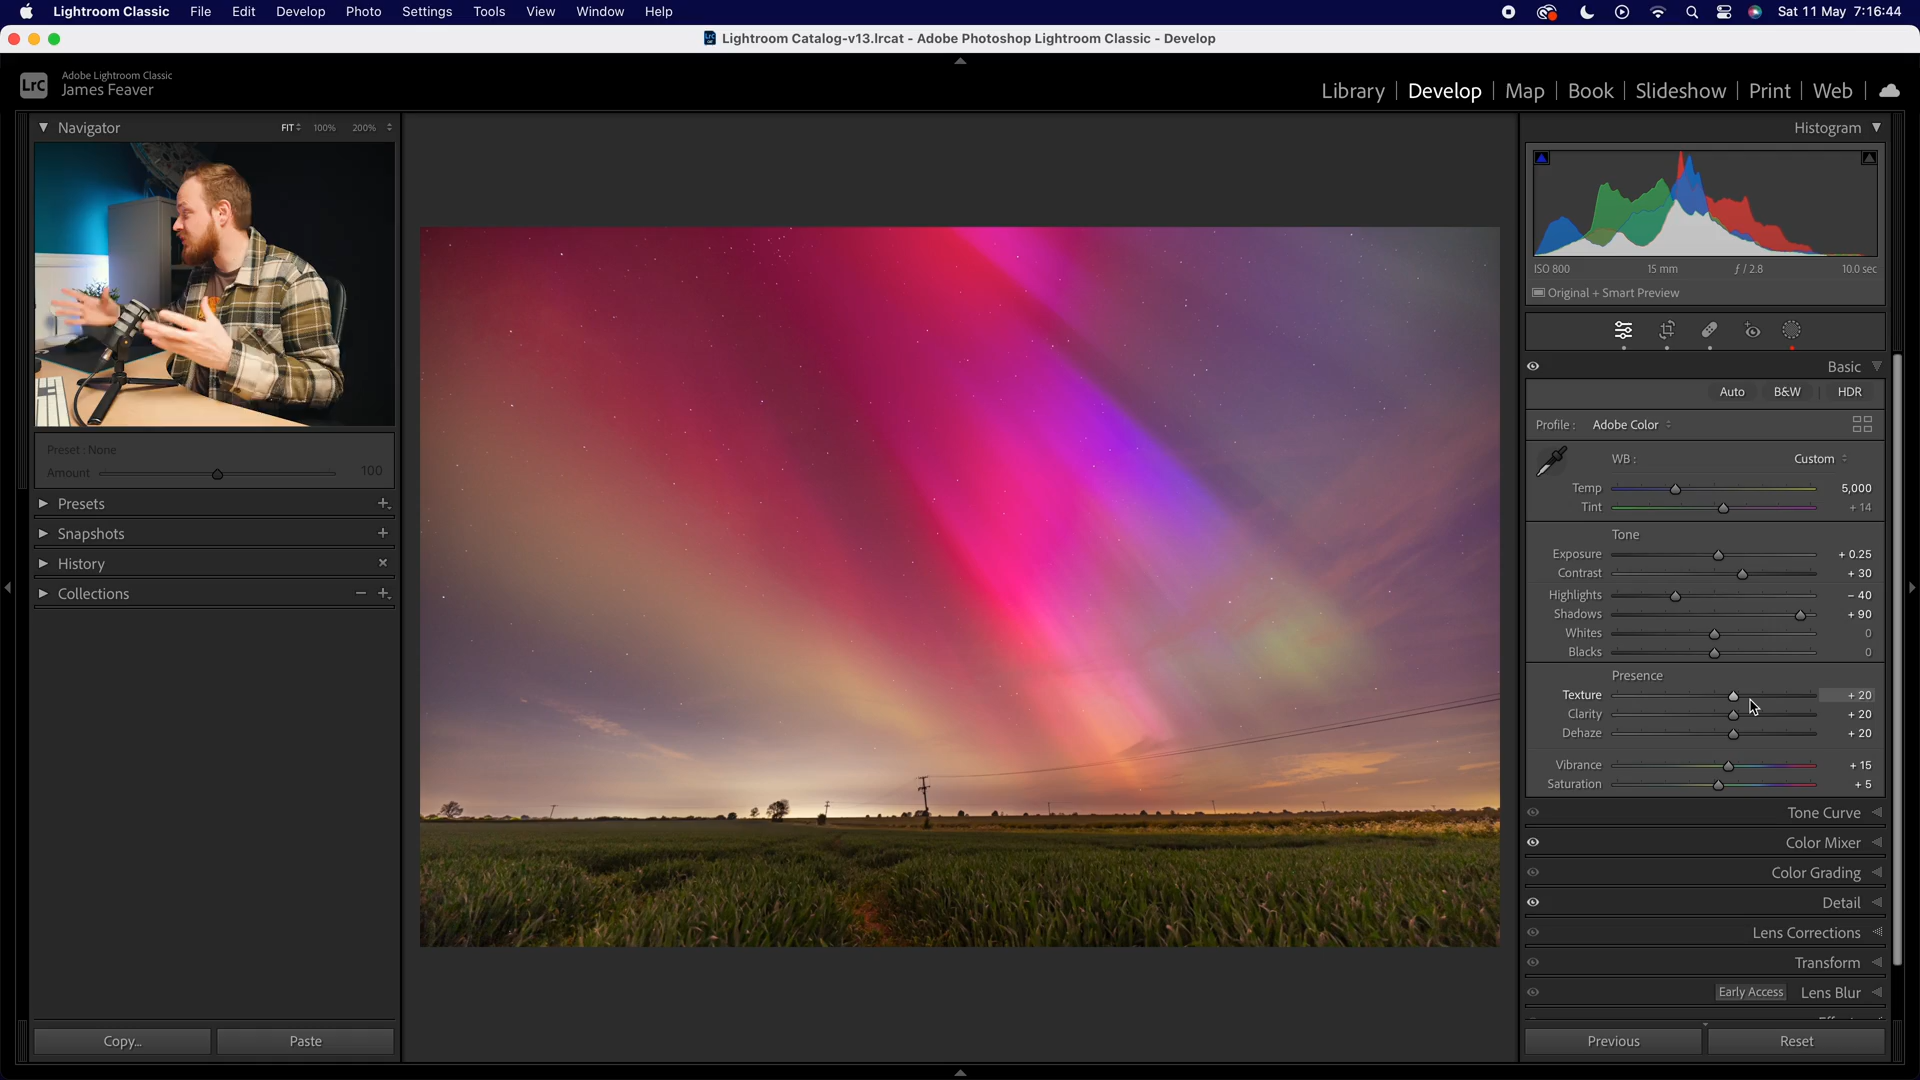 Lightroom Classic File Edit Develop Photo Settings Tools View Window Help Sat 11 May 7:16:44
Lightroom Catalog-v13.lrcat - Adobe Photoshop Lightroom Classic - Develop
LrC
Adobe Lightroom Classic
James Feaver
Library | Develop | Map | Book | Slideshow | Print | Web
Navigator FIT 100% 200%
Preset : None
Amount 100
Presets
Snapshots
History
Collections
Copy... Paste
Histogram
ISO 800 15 mm ƒ / 2.8 10.0 sec
Original + Smart Preview
Basic
Auto B&W HDR
Profile : Adobe Color
WB : Custom
Temp 5,000
Tint + 14
Tone
Exposure + 0.25
Contrast + 30
Highlights – 40
Shadows + 90
Whites 0
Blacks 0
Presence
Texture + 20
Clarity + 20
Dehaze + 20
Vibrance + 15
Saturation + 5
Tone Curve
Color Mixer
Color Grading
Detail
Lens Corrections
Transform
Early Access Lens Blur
Previous Reset